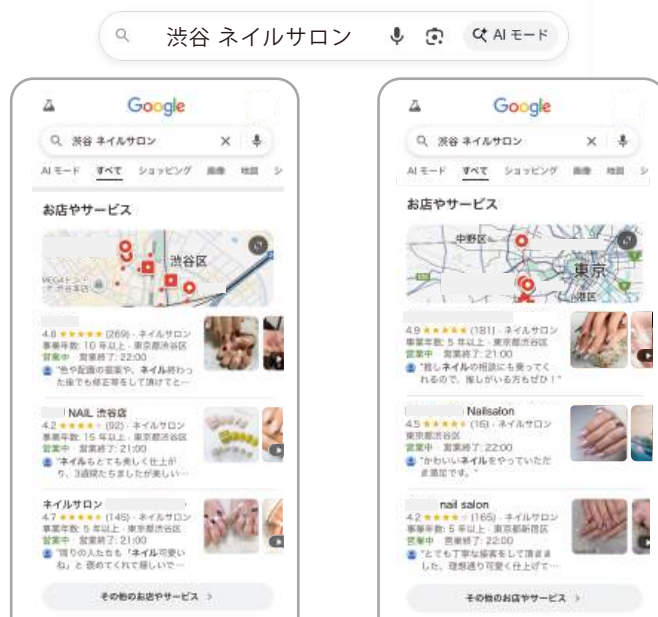 渋谷 ネイルサロン
AI モード
Google
渋谷 ネイルサロン
AI モード すべて ショッピング 画像 地図 シ
お店やサービス
渋谷区
MEGAドン・
4.8 (269)・ネイルサロン
事業年数: 10 年以上・東京都渋谷区
営業中・営業終了: 22:00
"色や配置の提案や、ネイル終わっ
た後でも修正等をして頂けてと…
NAIL 渋谷店
4.2 (92)・ネイルサロン
事業年数: 15 年以上・東京都渋谷区
営業中・営業終了: 21:00
"ネイルもとても美しく仕上が
り、3週間たちましたが美しい…
ネイルサロン
4.7 (145)・ネイルサロン
事業年数: 5 年以上・東京都渋谷区
営業中・営業終了: 21:00
"周りの人たちも「ネイル可愛い
ね」と 褒めてくれて嬉しいで…
その他のお店やサービス >
Google
渋谷 ネイルサロン
AI モード すべて ショッピング 画像 地図 シ
お店やサービス
中野区
東京
港区
4.9 (181)・ネイルサロン
事業年数: 5 年以上・東京都渋谷区
営業中・営業終了: 21:00
"推しネイルの相談にも乗ってく
れるので、推しがいる方もぜひ！"
Nailsalon
4.5 (16)・ネイルサロン
東京都渋谷区
営業中・営業終了: 22:00
"かわいいネイルをやっていただ
き満足です。"
nail salon
4.2 (165)・ネイルサロン
事業年数: 5 年以上・東京都新宿区
営業中・営業終了: 22:00
"とても丁寧な接客をして頂きま
した、理想通り可愛く仕上げて…
その他のお店やサービス >